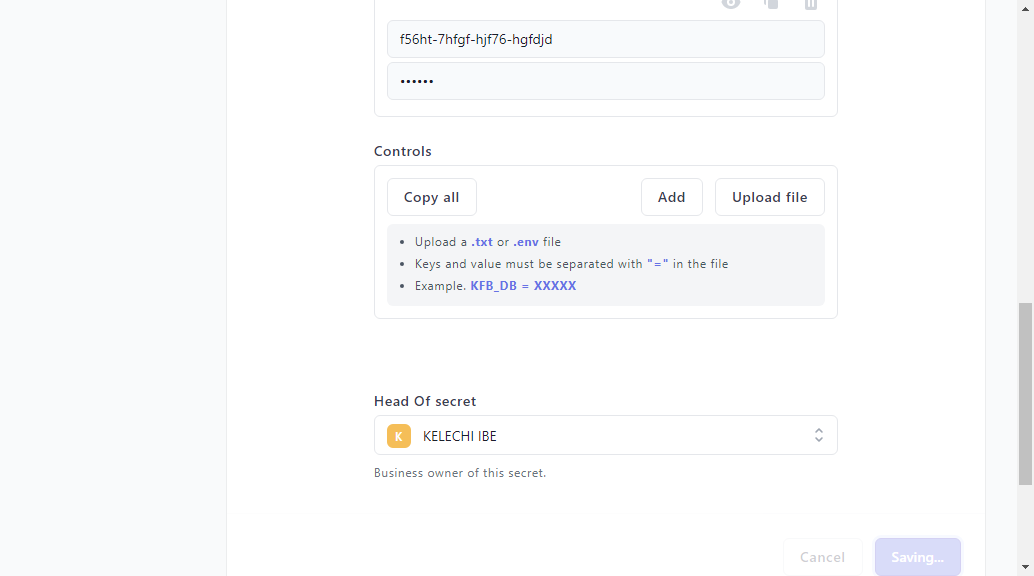 f56ht-7hfgf-hjf76-hgfdjd
••••••
Controls
Copy all
Add
Upload file
• Upload a .txt or .env file
• Keys and value must be separated with "=" in the file
• Example. KFB_DB = XXXXX
Head Of secret
K
KELECHI IBE
Business owner of this secret.
Cancel
Saving...